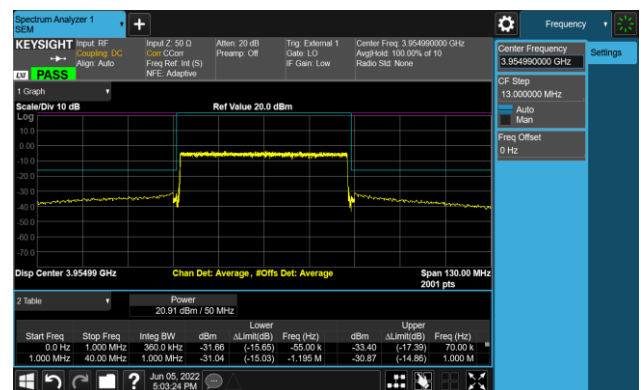 Spectrum Analyzer 1
SEM
Frequency
KEYSIGHT
Input: RF
Coupling: DC
Align: Auto
Input Z: 50 Ω
Corr CCorr
Freq Ref: Int (S)
NFE: Adaptive
Atten: 20 dB
Preamp: Off
Trig: External 1
Gate: LO
IF Gain: Low
Center Freq: 3.954990000 GHz
Avg|Hold: 100.00% of 10
Radio Std: None
LXI PASS
Center Frequency
3.954990000 GHz
Settings
CF Step
13.000000 MHz
Auto
Man
Freq Offset
0 Hz
1 Graph
Scale/Div 10 dB
Ref Value 20.0 dBm
Log
10.0
0.00
-10.0
-20.0
-30.0
-40.0
-50.0
-60.0
-70.0
Disp Center 3.95499 GHz
Chan Det: Average , #Offs Det: Average
Span 130.00 MHz
2001 pts
2 Table
Power
20.91 dBm / 50 MHz
Lower Upper
Start Freq Stop Freq Integ BW dBm ΔLimit(dB) Freq (Hz) dBm ΔLimit(dB) Freq (Hz)
0.0 Hz 1.000 MHz 360.0 kHz -31.66 (-15.65) -55.00 k -33.40 (-17.39) 70.00 k
1.000 MHz 40.00 MHz 1.000 MHz -31.04 (-15.03) -1.195 M -30.87 (-14.86) 1.000 M
Jun 05, 2022
5:03:24 PM